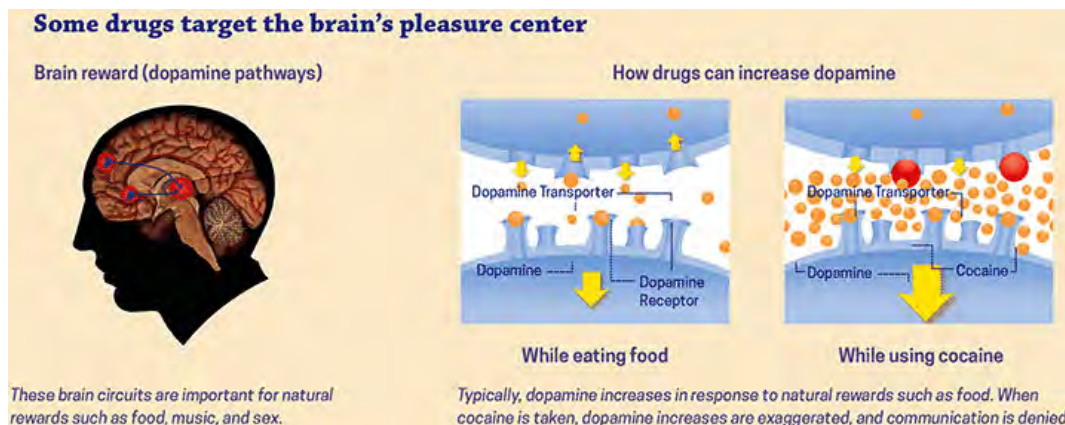 Some drugs target the brain's pleasure center
Brain reward (dopamine pathways)
These brain circuits are important for natural
rewards such as food, music, and sex.
How drugs can increase dopamine
Dopamine Transporter
Dopamine
Dopamine
Receptor
While eating food
Dopamine Transporter
Dopamine
Cocaine
While using cocaine
Typically, dopamine increases in response to natural rewards such as food. When
cocaine is taken, dopamine increases are exaggerated, and communication is denied